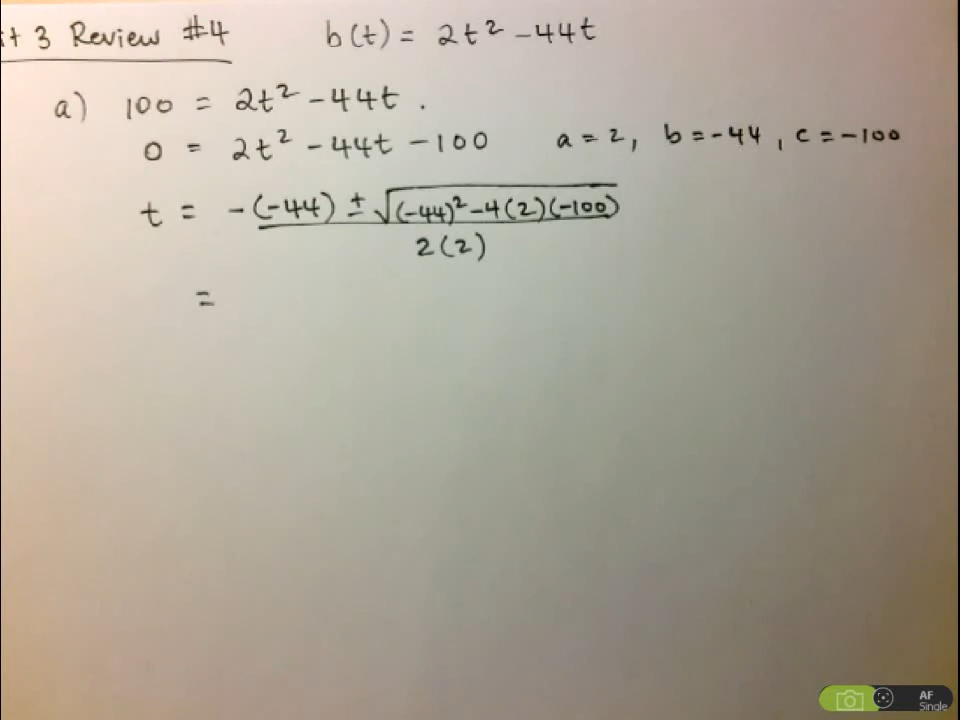 it 3 Review #4 b(t) = 2t² - 44t
a) 100 = 2t² - 44t .
0 = 2t² - 44t - 100 a = 2, b = -44, c = -100
t = -(-44) ± √(-44)² - 4(2)(-100)
2(2)
=
AF
Single